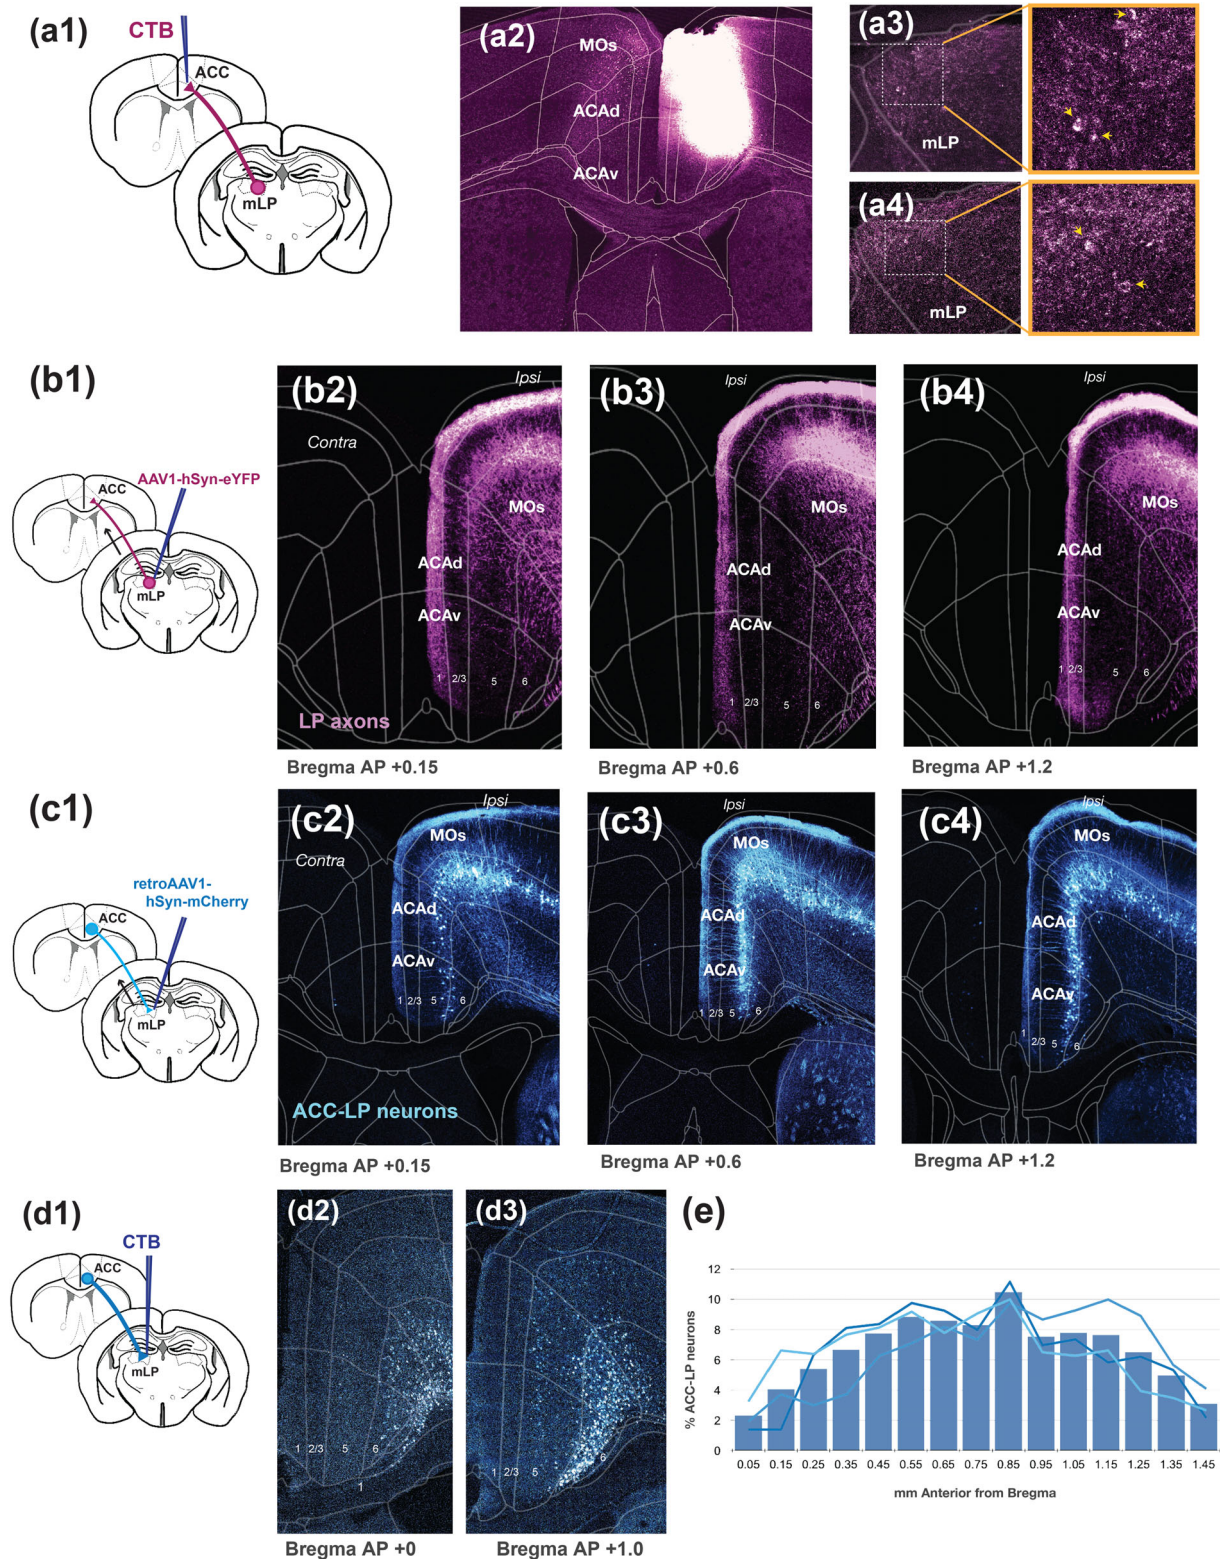 (a1)
CTB
ACC
mLP
(a2)
MOs
ACAd
ACAv
(a3)
mLP
(a4)
mLP
(b1)
AAV1-hSyn-eYFP
ACC
mLP
(b2)
Ipsi
Contra
MOs
ACAd
ACAv
1 2/3 5 6
LP axons
Bregma AP +0.15
(b3)
Ipsi
MOs
ACAd
ACAv
1 2/3 5 6
Bregma AP +0.6
(b4)
Ipsi
MOs
ACAd
ACAv
1 2/3 5 6
Bregma AP +1.2
(c1)
retroAAV1-
hSyn-mCherry
ACC
mLP
(c2)
Ipsi
MOs
Contra
ACAd
ACAv
1 2/3 5 6
ACC-LP neurons
Bregma AP +0.15
(c3)
Ipsi
MOs
ACAd
ACAv
1 2/3 5 6
Bregma AP +0.6
(c4)
Ipsi
MOs
ACAd
ACAv
1 2/3 5 6
Bregma AP +1.2
(d1)
CTB
ACC
mLP
(d2)
1 2/3 5 6
1
Bregma AP +0
(d3)
1 2/3 5 6
Bregma AP +1.0
(e)
% ACC-LP neurons
12
10
8
6
4
2
0
0.05 0.15 0.25 0.35 0.45 0.55 0.65 0.75 0.85 0.95 1.05 1.15 1.25 1.35 1.45
mm Anterior from Bregma